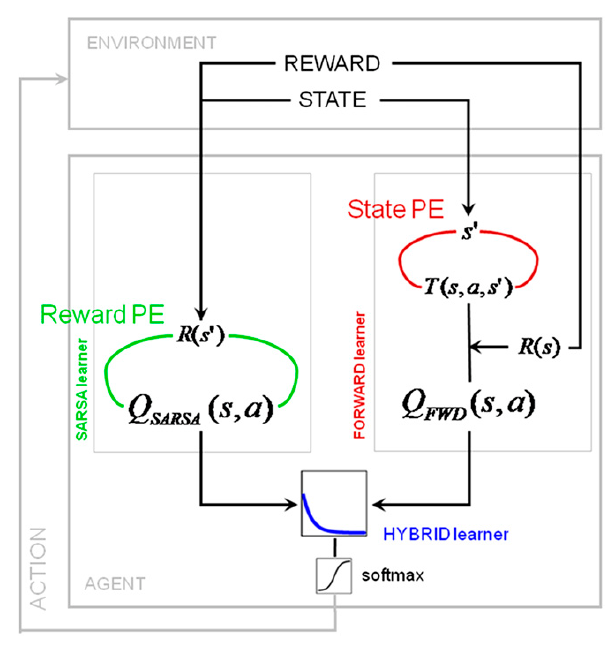 ENVIRONMENT
REWARD
STATE
State PE
s'
T(s,a,s')
Reward PE
R(s')
R(s)
SARSA learner
Q_SARSA(s,a)
FORWARD learner
Q_FWD(s,a)
HYBRID learner
softmax
AGENT
ACTION